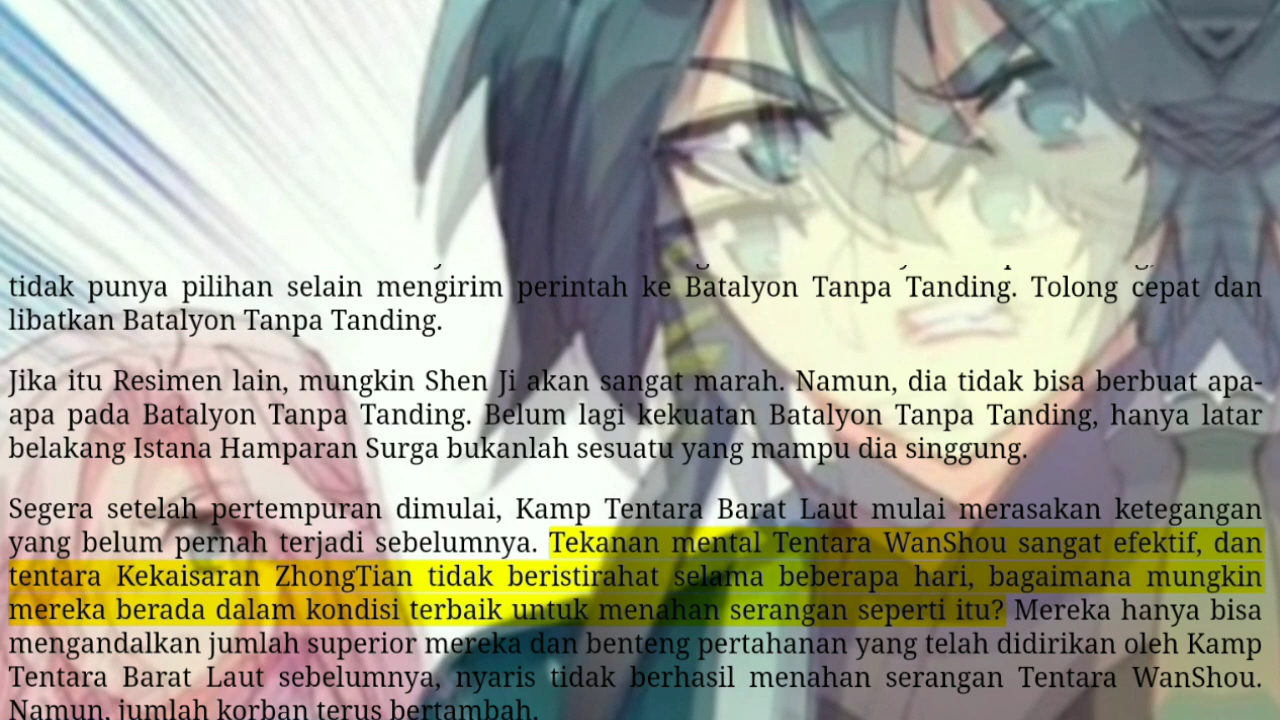 tidak punya pilihan selain mengirim perintah ke Batalyon Tanpa Tanding. Tolong cepat dan
libatkan Batalyon Tanpa Tanding.
Jika itu Resimen lain, mungkin Shen Ji akan sangat marah. Namun, dia tidak bisa berbuat apa-
apa pada Batalyon Tanpa Tanding. Belum lagi kekuatan Batalyon Tanpa Tanding, hanya latar
belakang Istana Hamparan Surga bukanlah sesuatu yang mampu dia singgung.
Segera setelah pertempuran dimulai, Kamp Tentara Barat Laut mulai merasakan ketegangan
yang belum pernah terjadi sebelumnya. Tekanan mental Tentara WanShou sangat efektif, dan
tentara Kekaisaran ZhongTian tidak beristirahat selama beberapa hari, bagaimana mungkin
mereka berada dalam kondisi terbaik untuk menahan serangan seperti itu? Mereka hanya bisa
mengandalkan jumlah superior mereka dan benteng pertahanan yang telah didirikan oleh Kamp
Tentara Barat Laut sebelumnya, nyaris tidak berhasil menahan serangan Tentara WanShou.
Namun, jumlah korban terus bertambah.